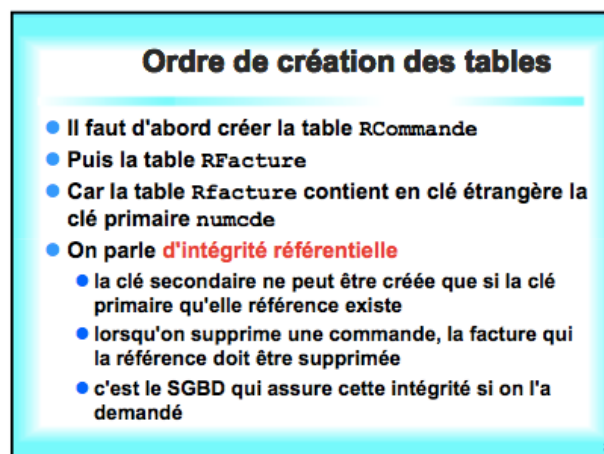 Ordre de création des tables
Il faut d'abord créer la table RCommande
Puis la table RFacture
Car la table Rfacture contient en clé étrangère la
clé primaire numcde
On parle d'intégrité référentielle
la clé secondaire ne peut être créée que si la clé
primaire qu'elle référence existe
lorsqu'on supprime une commande, la facture qui
la référence doit être supprimée
c'est le SGBD qui assure cette intégrité si on l'a
demandé